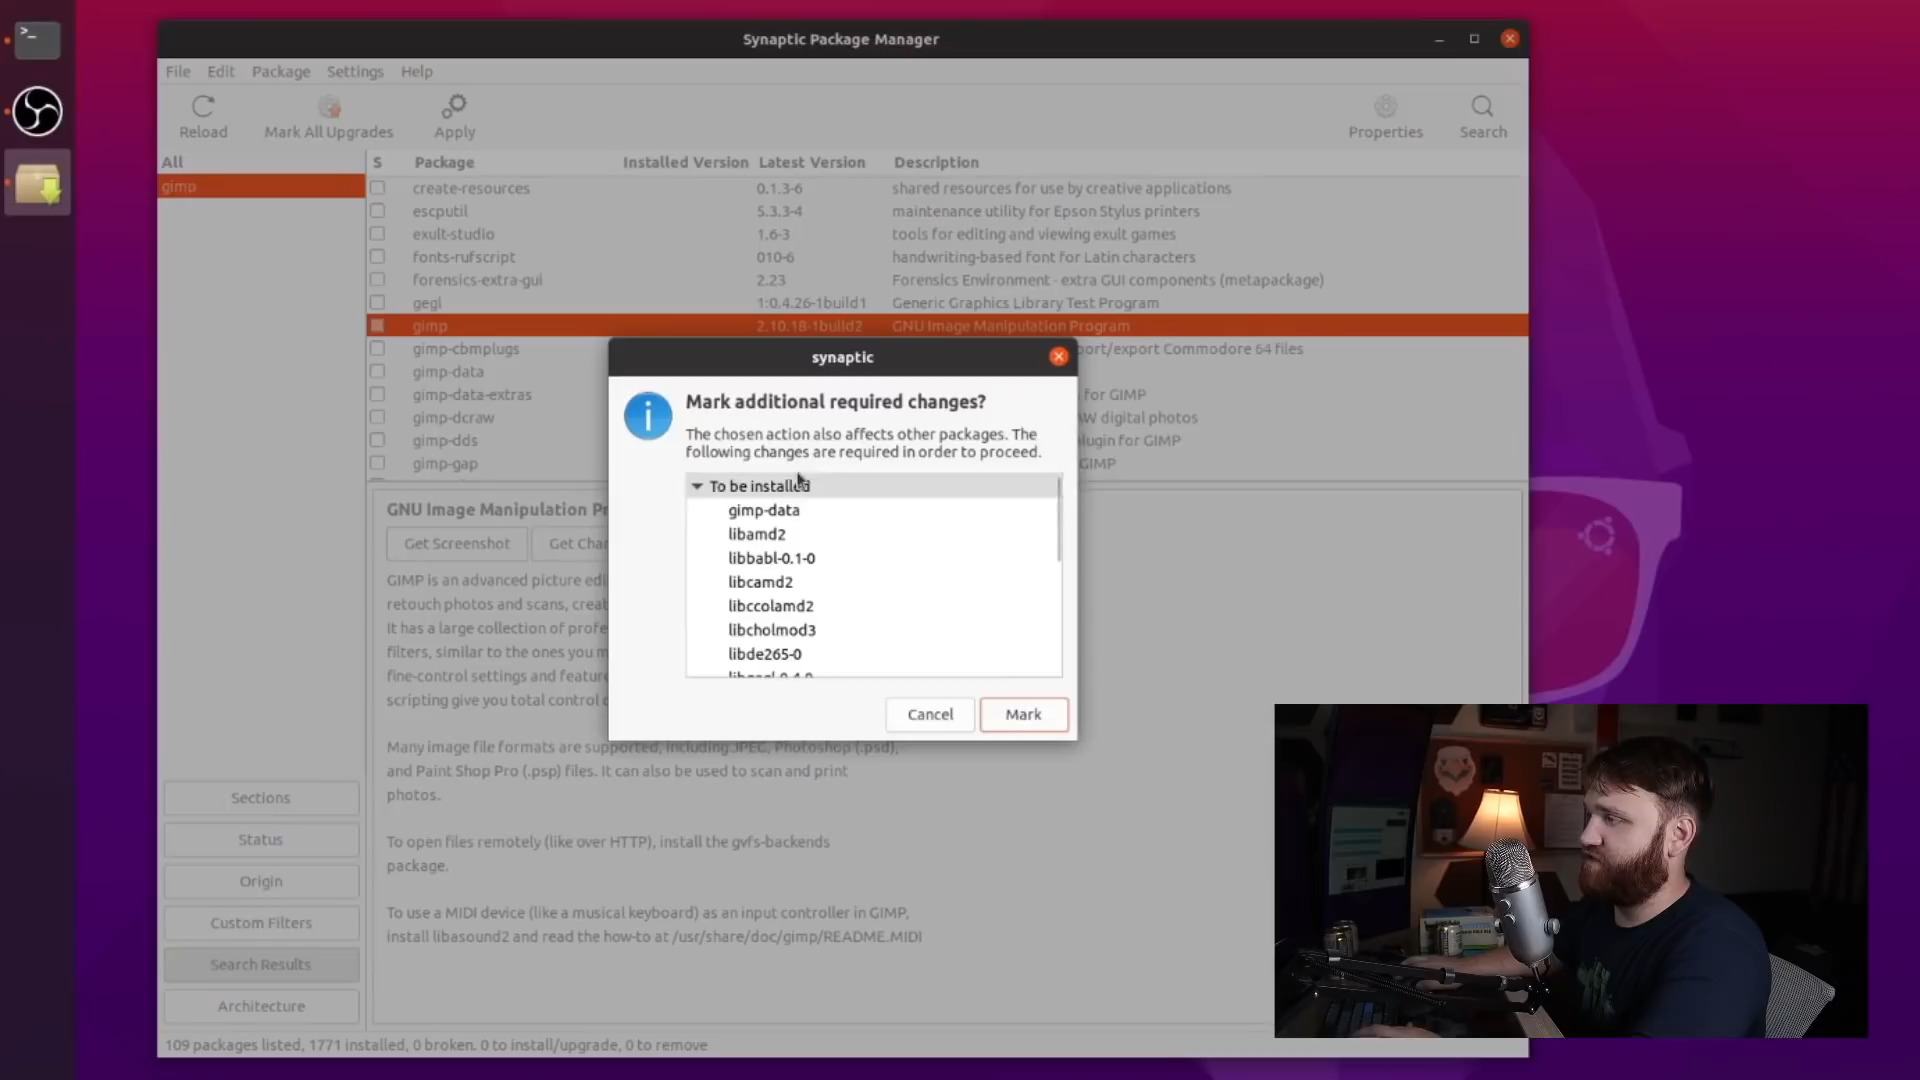 >_
Synaptic Package Manager
File Edit Package Settings Help
Reload Mark All Upgrades Apply Properties Search
All
gimp
S Package Installed Version Latest Version Description
create-resources 0.1.3-6 shared resources for use by creative applications
escputil 5.3.3-4 maintenance utility for Epson Stylus printers
exult-studio 1.6-3 tools for editing and viewing exult games
fonts-rufscript 010-6 handwriting-based font for Latin characters
forensics-extra-gui 2.23 Forensics Environment - extra GUI components (metapackage)
gegl 1:0.4.26-1build1 Generic Graphics Library Test Program
gimp 2.10.18-1build2 GNU Image Manipulation Program
gimp-cbmplugs ort/export Commodore 64 files
gimp-data
gimp-data-extras for GIMP
gimp-dcraw AW digital photos
gimp-dds lugin for GIMP
gimp-gap GIMP
synaptic
Mark additional required changes?
The chosen action also affects other packages. The
following changes are required in order to proceed.
To be installed
gimp-data
libamd2
libbabl-0.1-0
libcamd2
libccolamd2
libcholmod3
libde265-0
Cancel Mark
GNU Image Manipulation Pr
Get Screenshot Get Cha
GIMP is an advanced picture edi
retouch photos and scans, creat
It has a large collection of profe
filters, similar to the ones you m
fine-control settings and feature
scripting give you total control
Many image file formats are supported, including JPEG, Photoshop (.psd),
and Paint Shop Pro (.psp) files. It can also be used to scan and print
photos.
To open files remotely (like over HTTP), install the gvfs-backends
package.
To use a MIDI device (like a musical keyboard) as an input controller in GIMP,
install libasound2 and read the how-to at /usr/share/doc/gimp/README.MIDI
Sections
Status
Origin
Custom Filters
Search Results
Architecture
109 packages listed, 1771 installed, 0 broken. 0 to install/upgrade, 0 to remove